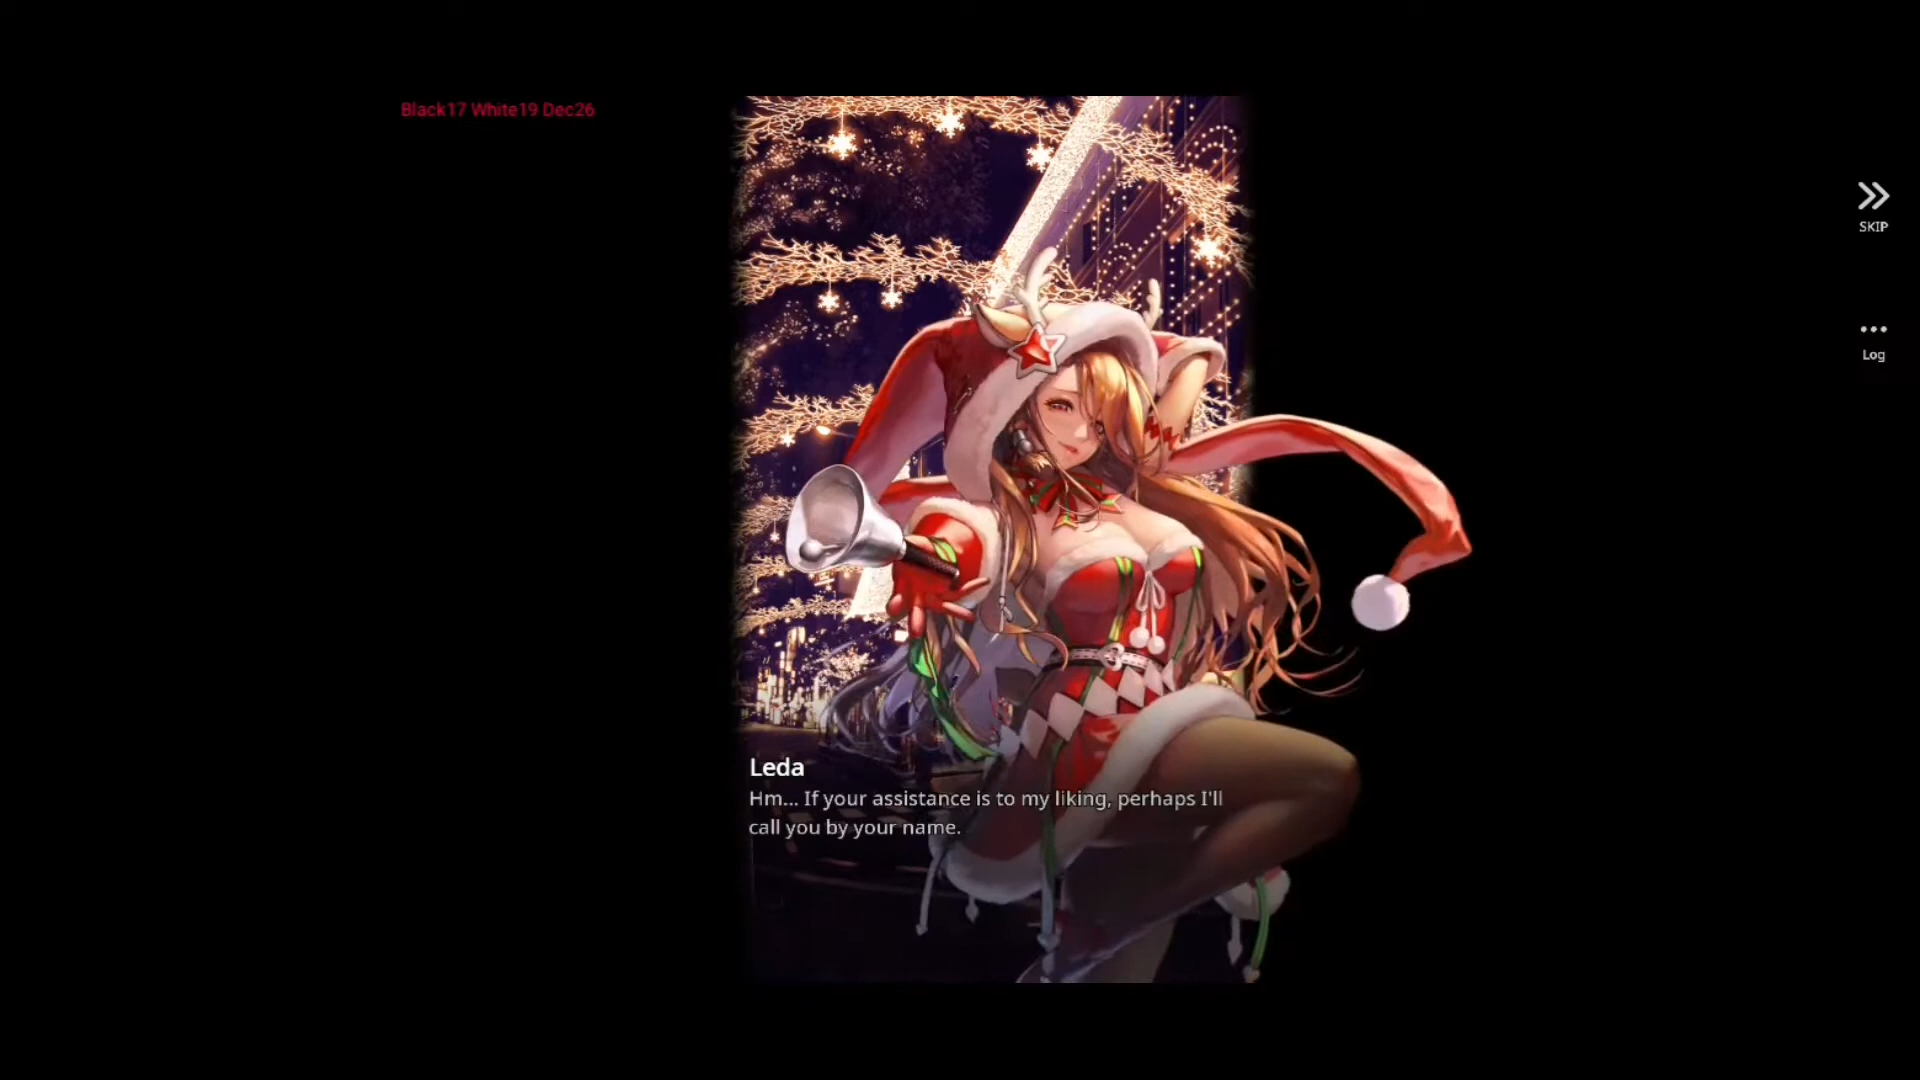 Black17 White19 Dec26
SKIP
Log
Leda
Hm... If your assistance is to my liking, perhaps I'll
call you by your name.